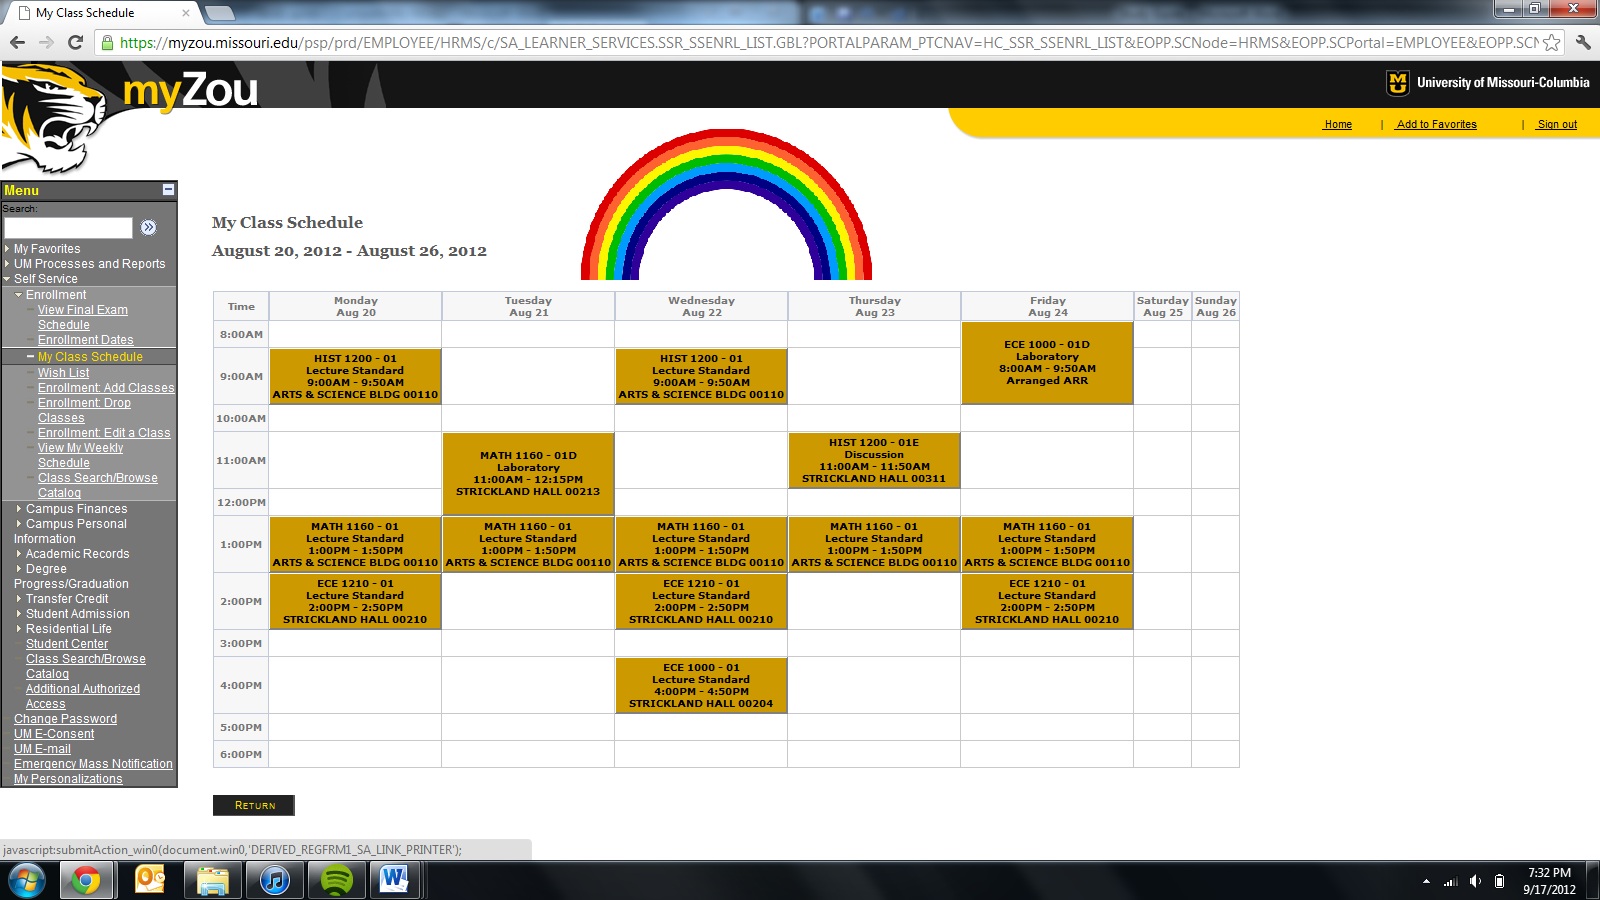 My Class Schedule
https://myzou.missouri.edu/psp/prd/EMPLOYEE/HRMS/c/SA_LEARNER_SERVICES.SSR_SSENRL_LIST.GBL?PORTALPARAM_PTCNAV=HC_SSR_SSENRL_LIST&EOPP.SCNode=HRMS&EOPP.SCPortal=EMPLOYEE&EOPP.SCN
myZou
University of Missouri-Columbia
Home | Add to Favorites | Sign out
Menu
Search:
My Favorites
UM Processes and Reports
Self Service
Enrollment
View Final Exam
Schedule
Enrollment Dates
My Class Schedule
Wish List
Enrollment: Add Classes
Enrollment: Drop
Classes
Enrollment: Edit a Class
View My Weekly
Schedule
Class Search/Browse
Catalog
Campus Finances
Campus Personal
Information
Academic Records
Degree
Progress/Graduation
Transfer Credit
Student Admission
Residential Life
Student Center
Class Search/Browse
Catalog
Additional Authorized
Access
Change Password
UM E-Consent
UM E-mail
Emergency Mass Notification
My Personalizations
My Class Schedule
August 20, 2012 - August 26, 2012
Time
Monday
Aug 20
Tuesday
Aug 21
Wednesday
Aug 22
Thursday
Aug 23
Friday
Aug 24
Saturday
Aug 25
Sunday
Aug 26
8:00AM
ECE 1000 - 01D
Laboratory
8:00AM - 9:50AM
Arranged ARR
9:00AM
HIST 1200 - 01
Lecture Standard
9:00AM - 9:50AM
ARTS & SCIENCE BLDG 00110
HIST 1200 - 01
Lecture Standard
9:00AM - 9:50AM
ARTS & SCIENCE BLDG 00110
10:00AM
11:00AM
MATH 1160 - 01D
Laboratory
11:00AM - 12:15PM
STRICKLAND HALL 00213
HIST 1200 - 01E
Discussion
11:00AM - 11:50AM
STRICKLAND HALL 00311
12:00PM
1:00PM
MATH 1160 - 01
Lecture Standard
1:00PM - 1:50PM
ARTS & SCIENCE BLDG 00110
MATH 1160 - 01
Lecture Standard
1:00PM - 1:50PM
ARTS & SCIENCE BLDG 00110
MATH 1160 - 01
Lecture Standard
1:00PM - 1:50PM
ARTS & SCIENCE BLDG 00110
MATH 1160 - 01
Lecture Standard
1:00PM - 1:50PM
ARTS & SCIENCE BLDG 00110
MATH 1160 - 01
Lecture Standard
1:00PM - 1:50PM
ARTS & SCIENCE BLDG 00110
2:00PM
ECE 1210 - 01
Lecture Standard
2:00PM - 2:50PM
STRICKLAND HALL 00210
ECE 1210 - 01
Lecture Standard
2:00PM - 2:50PM
STRICKLAND HALL 00210
ECE 1210 - 01
Lecture Standard
2:00PM - 2:50PM
STRICKLAND HALL 00210
3:00PM
4:00PM
ECE 1000 - 01
Lecture Standard
4:00PM - 4:50PM
STRICKLAND HALL 00204
5:00PM
6:00PM
RETURN
javascript:submitAction_win0(document.win0,'DERIVED_REGFRM1_SA_LINK_PRINTER');
7:32 PM
9/17/2012